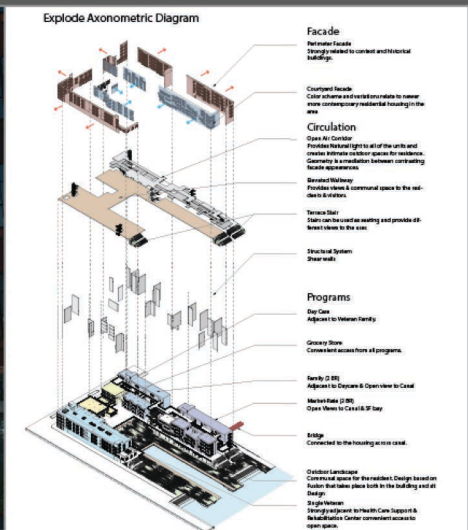 Explode Axonometric Diagram
Facade
Perimeter Facade
Strongly related to context and historical
buildings.
Courtyard Facade
Color scheme and variations relate to newer
more contemporary residential housing in the
area
Circulation
Open Air Corridor
Provides Natural light to all of the units and
creates intimate outdoor spaces for residence.
Geometry is a mediation between contrasting
facade appearances.
Elevated Walkway
Provides views & communal space to the resi-
dents & visitors.
Terrace Stair
Stairs can be used as seating and provide dif-
ferent views to the user
Structural System
Shear walls
Programs
Day Care
Adjacent to Veteran Family.
Grocery Store
Convenient access from all programs.
Family (2 BR)
Adjacent to Daycare & Open view to Canal
Market-Rate (2 BR)
Open Views to Canal & SF bay
Bridge
Connected to the housing across canal.
Outdoor Landscape
Communal space for the resident. Design based on
Fusion that takes place both in the building and sit
Design
Single Veteran
Strongly adjacent to Health Care Support &
Rehabilitation Center convenient access to
open space.